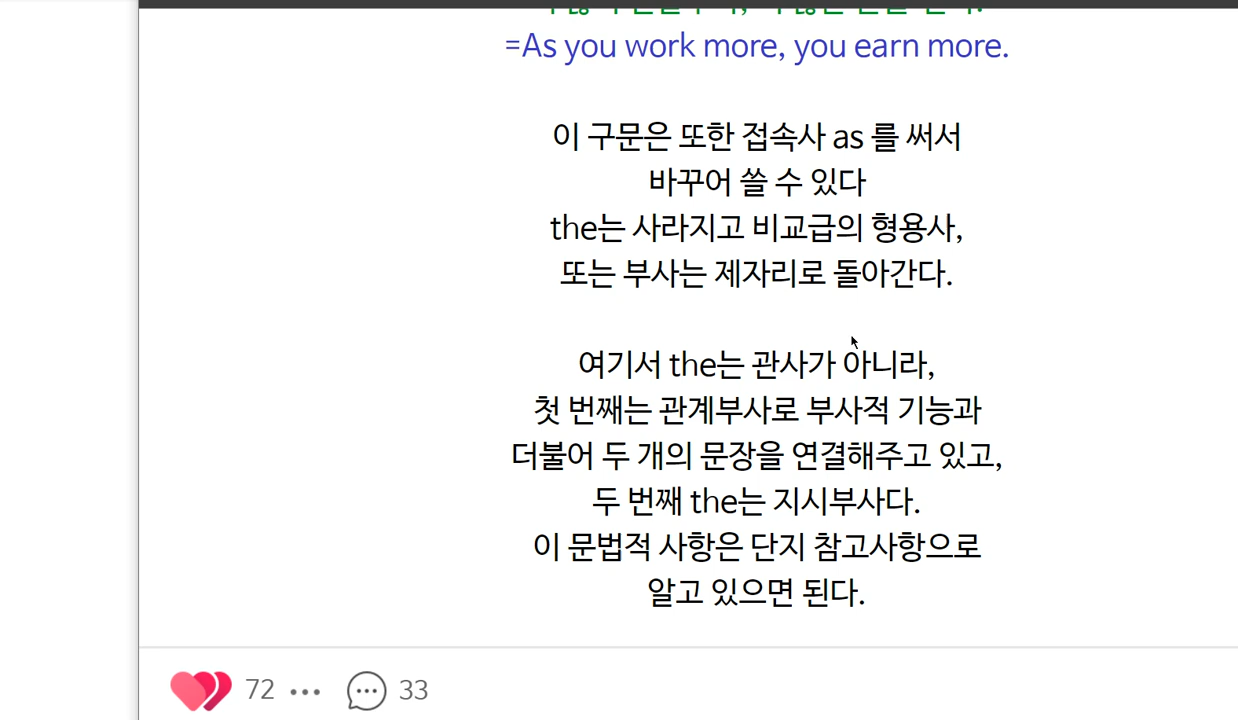 =As you work more, you earn more.
이 구문은 또한 접속사 as 를 써서
바꾸어 쓸 수 있다
the는 사라지고 비교급의 형용사,
또는 부사는 제자리로 돌아간다.
여기서 the는 관사가 아니라,
첫 번째는 관계부사로 부사적 기능과
더불어 두 개의 문장을 연결해주고 있고,
두 번째 the는 지시부사다.
이 문법적 사항은 단지 참고사항으로
알고 있으면 된다.
72 ••• 33